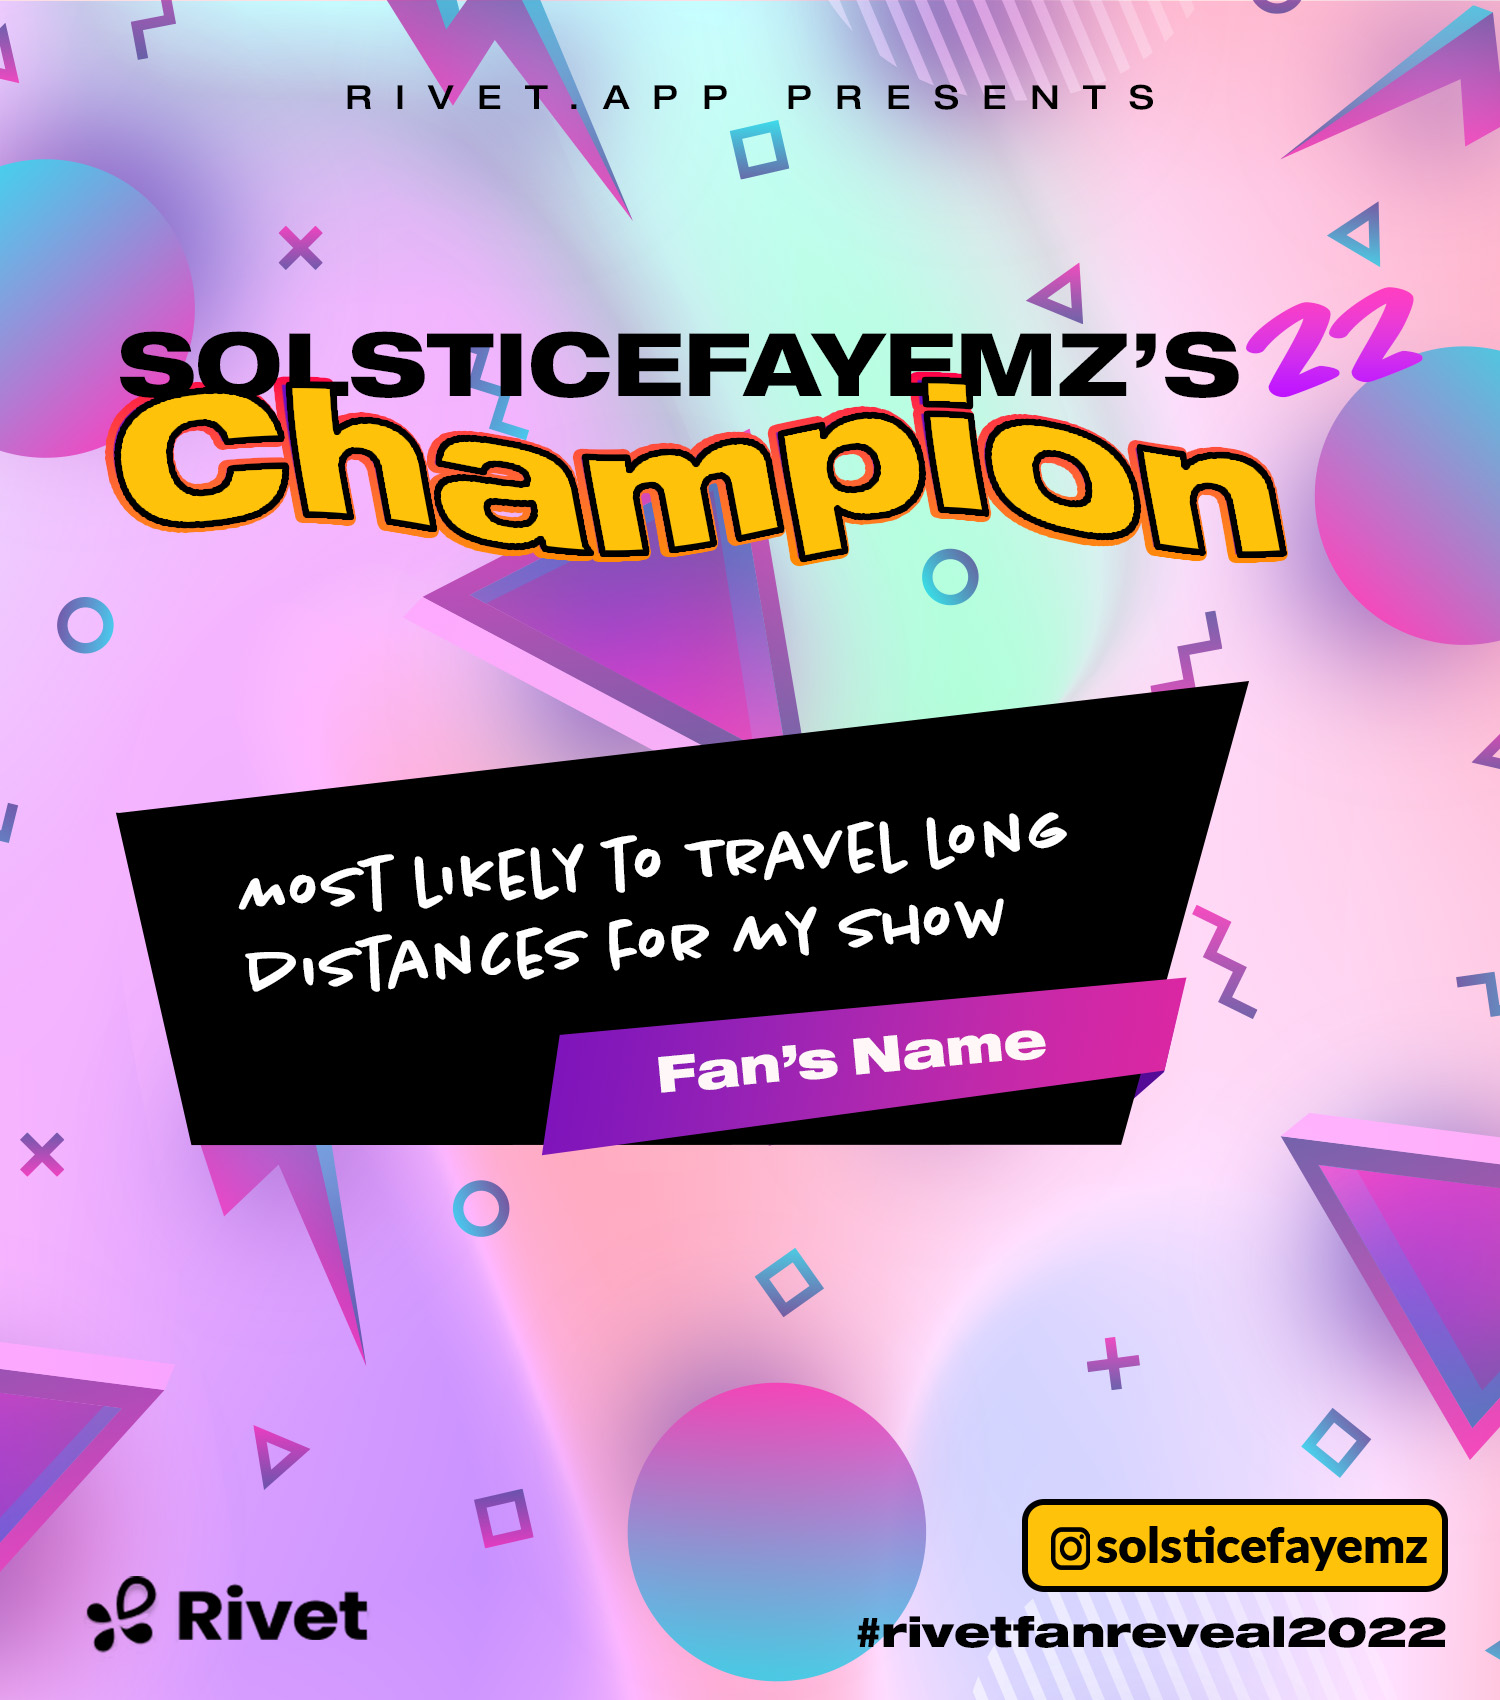 RIVET.APP PRESENTS
SOLSTICEFAYEMZ'S 22
Champion
MOST LIKELY TO TRAVEL LONG
DISTANCES FOR MY SHOW
Fan's Name
solsticefayemz
Rivet
#rivetfanreveal2022